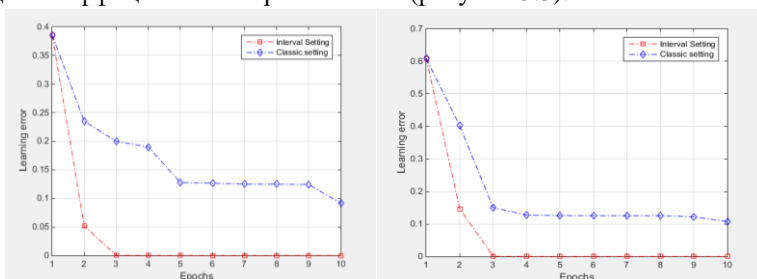 0.4
0.35
0.3
0.25
0.2
0.15
0.1
0.05
0
Learning error
1 2 3 4 5 6 7 8 9 10
Epochs
Interval Setting
Classic setting
0.7
0.6
0.5
0.4
0.3
0.2
0.1
0
Learning error
1 2 3 4 5 6 7 8 9 10
Epochs
Interval Setting
Classic setting